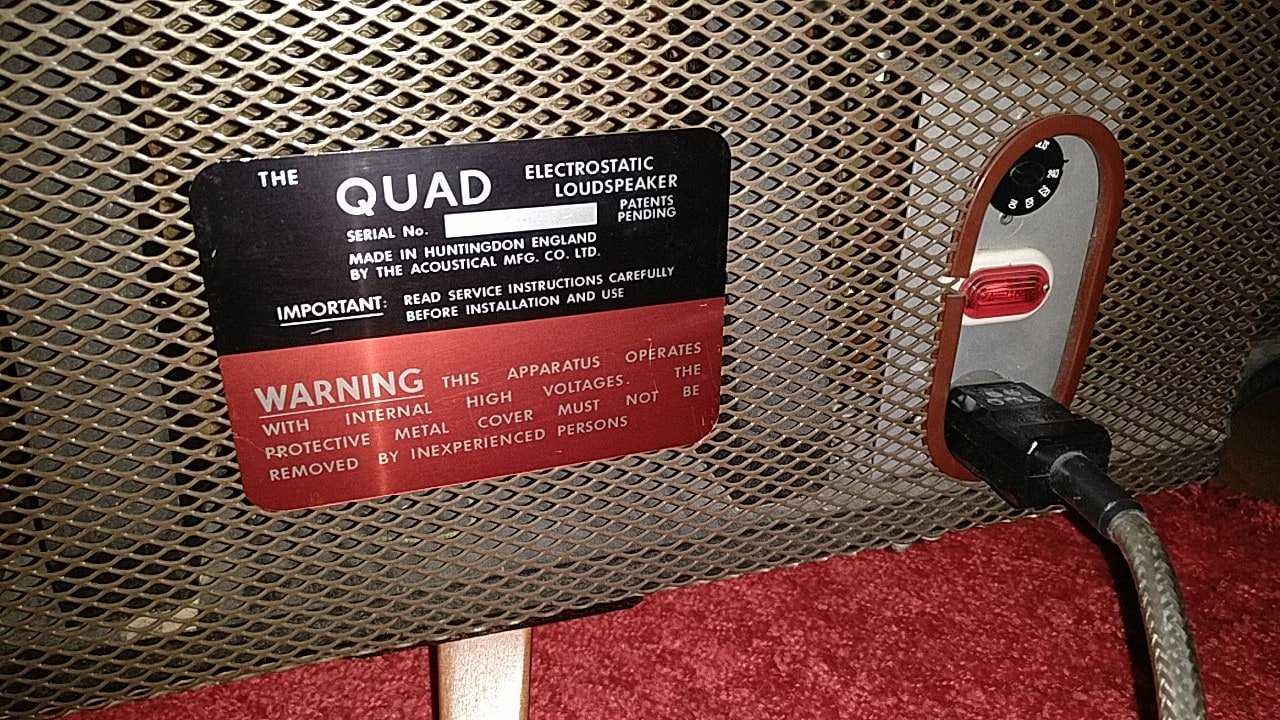 THE QUAD ELECTROSTATIC
LOUDSPEAKER
SERIAL No. PATENTS
PENDING
MADE IN HUNTINGDON ENGLAND
BY THE ACOUSTICAL MFG. CO. LTD.
IMPORTANT: READ SERVICE INSTRUCTIONS CAREFULLY
BEFORE INSTALLATION AND USE
WARNING THIS APPARATUS OPERATES
WITH INTERNAL HIGH VOLTAGES. THE
PROTECTIVE METAL COVER MUST NOT BE
REMOVED BY INEXPERIENCED PERSONS
240